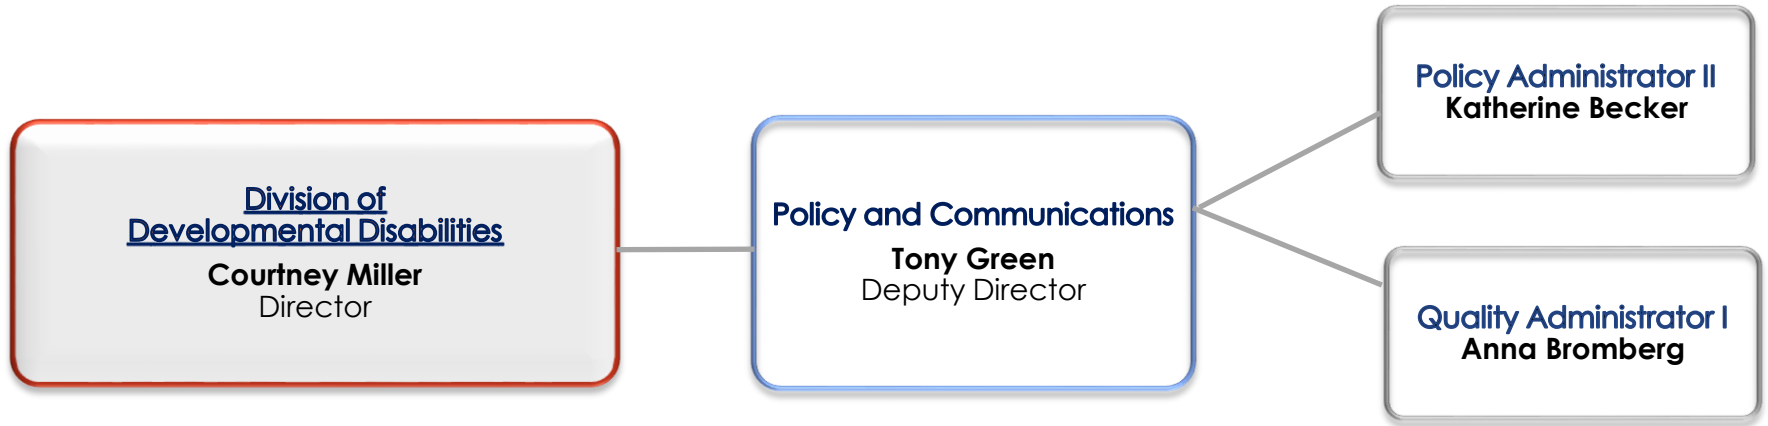 Division of
Developmental Disabilities
Courtney Miller
Director
Policy and Communications
Tony Green
Deputy Director
Policy Administrator II
Katherine Becker
Quality Administrator I
Anna Bromberg